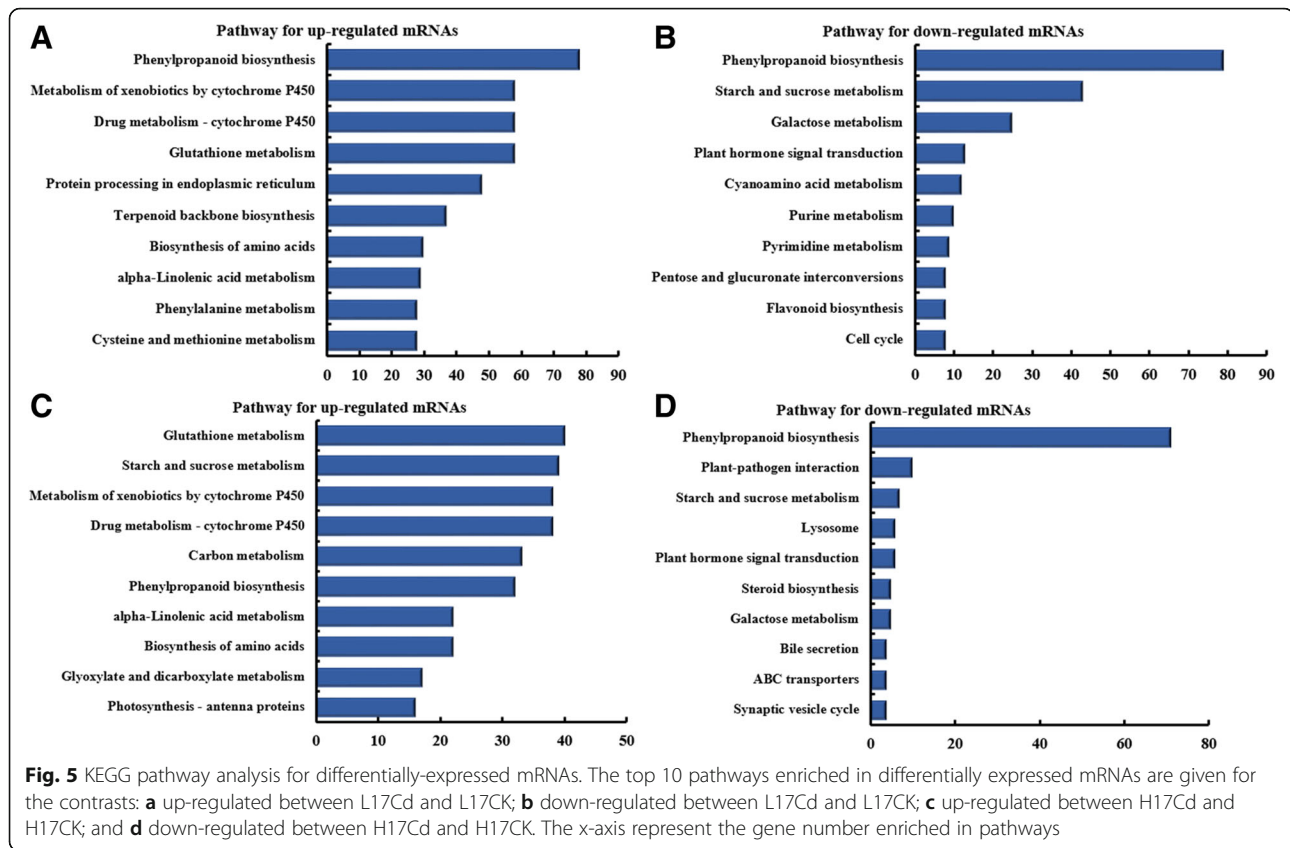 A
Pathway for up-regulated mRNAs
Phenylpropanoid biosynthesis
Metabolism of xenobiotics by cytochrome P450
Drug metabolism - cytochrome P450
Glutathione metabolism
Protein processing in endoplasmic reticulum
Terpenoid backbone biosynthesis
Biosynthesis of amino acids
alpha-Linolenic acid metabolism
Phenylalanine metabolism
Cysteine and methionine metabolism
0 10 20 30 40 50 60 70 80 90
B
Pathway for down-regulated mRNAs
Phenylpropanoid biosynthesis
Starch and sucrose metabolism
Galactose metabolism
Plant hormone signal transduction
Cyanoamino acid metabolism
Purine metabolism
Pyrimidine metabolism
Pentose and glucuronate interconversions
Flavonoid biosynthesis
Cell cycle
0 10 20 30 40 50 60 70 80 90
C
Pathway for up-regulated mRNAs
Glutathione metabolism
Starch and sucrose metabolism
Metabolism of xenobiotics by cytochrome P450
Drug metabolism - cytochrome P450
Carbon metabolism
Phenylpropanoid biosynthesis
alpha-Linolenic acid metabolism
Biosynthesis of amino acids
Glyoxylate and dicarboxylate metabolism
Photosynthesis - antenna proteins
0 10 20 30 40 50
D
Pathway for down-regulated mRNAs
Phenylpropanoid biosynthesis
Plant-pathogen interaction
Starch and sucrose metabolism
Lysosome
Plant hormone signal transduction
Steroid biosynthesis
Galactose metabolism
Bile secretion
ABC transporters
Synaptic vesicle cycle
0 20 40 60 80
Fig. 5 KEGG pathway analysis for differentially-expressed mRNAs. The top 10 pathways enriched in differentially expressed mRNAs are given for
the contrasts: a up-regulated between L17Cd and L17CK; b down-regulated between L17Cd and L17CK; c up-regulated between H17Cd and
H17CK; and d down-regulated between H17Cd and H17CK. The x-axis represent the gene number enriched in pathways